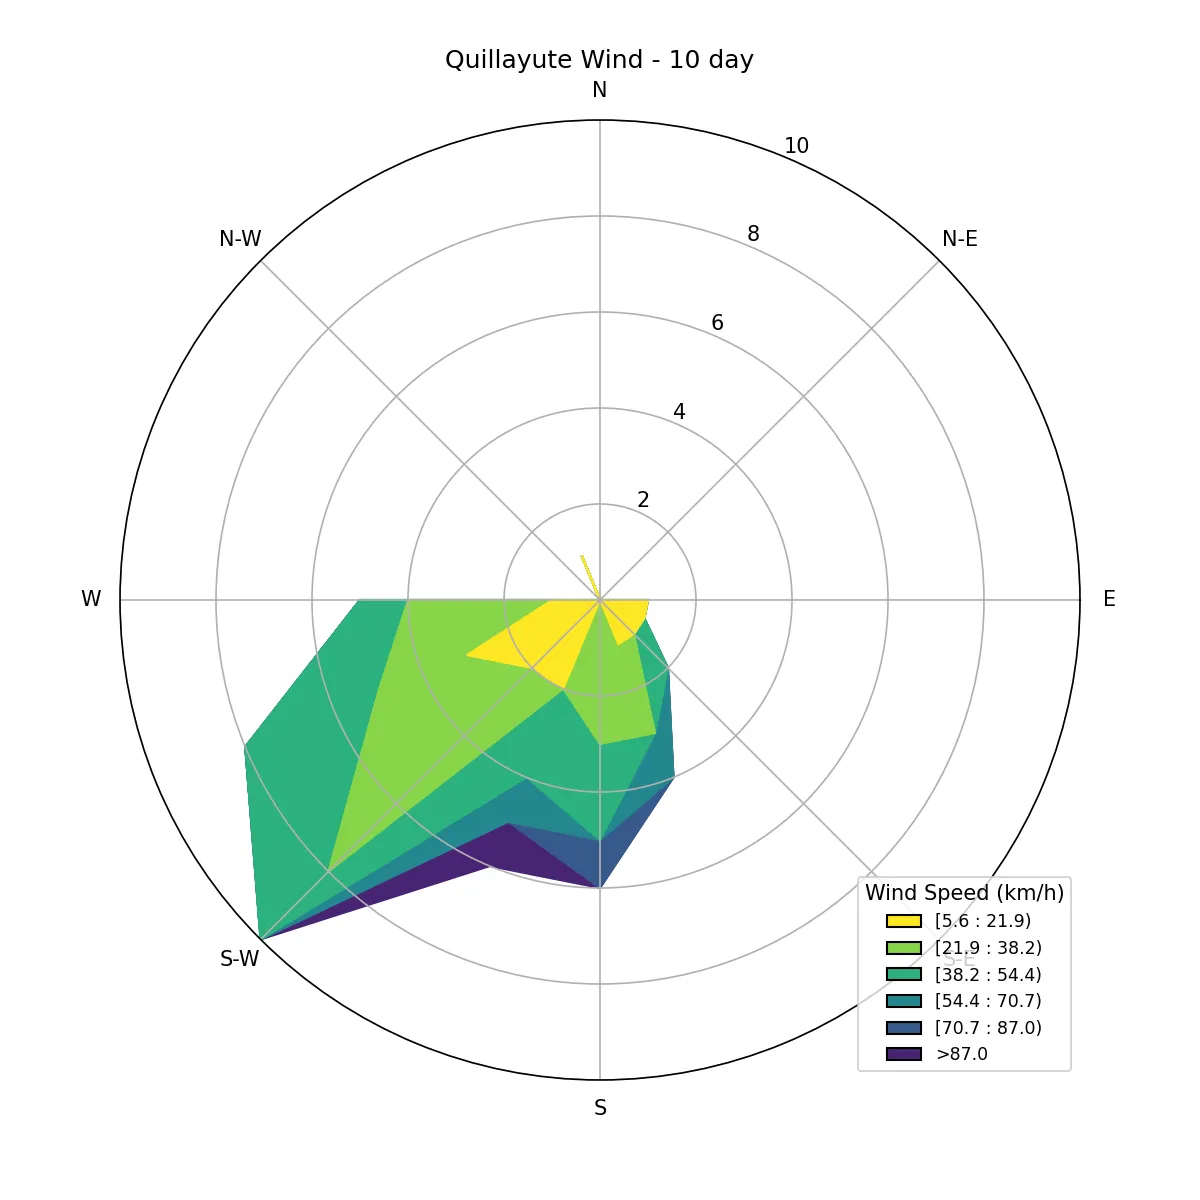 Quillayute Wind - 10 day
N
10
N-W
8
N-E
6
4
2
W
E
Wind Speed (km/h)
[5.6 : 21.9)
[21.9 : 38.2)
S-W
S-E
[38.2 : 54.4)
[54.4 : 70.7)
[70.7 : 87.0)
>87.0
S